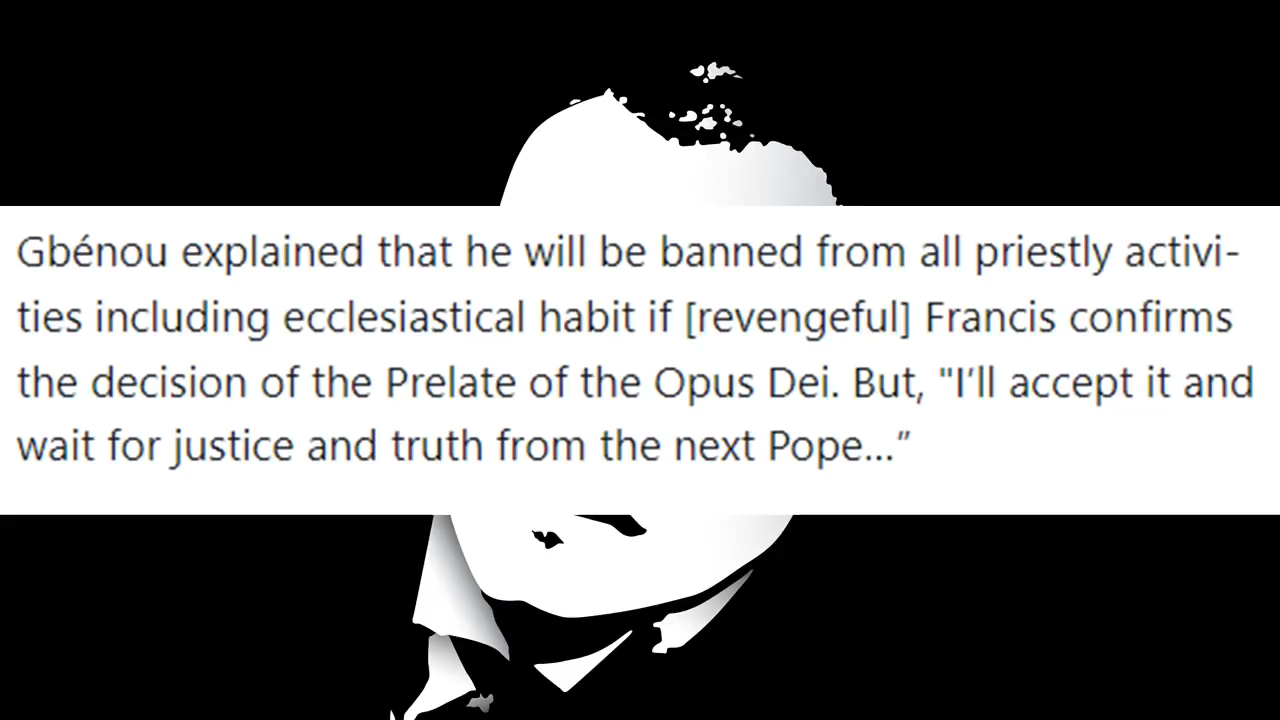 Gbénou explained that he will be banned from all priestly activi-
ties including ecclesiastical habit if [revengeful] Francis confirms
the decision of the Prelate of the Opus Dei. But, "I’ll accept it and
wait for justice and truth from the next Pope...”